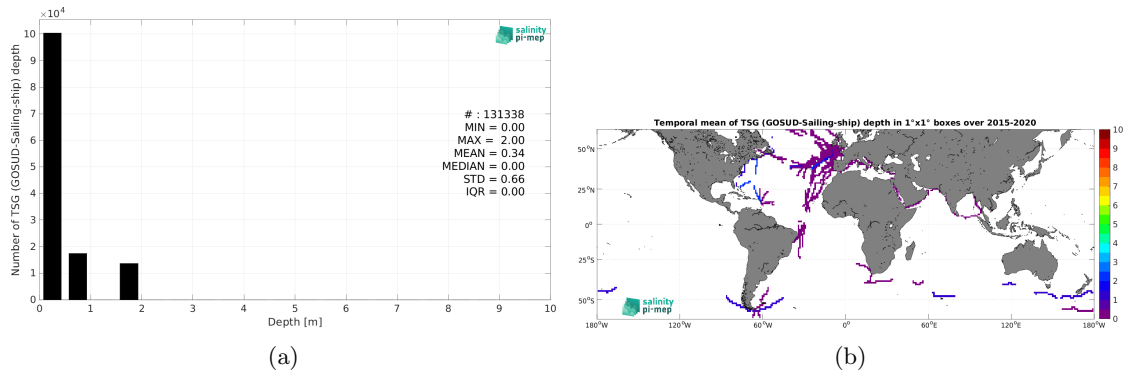 ×10⁴
10
9
8
7
6
5
4
3
2
1
0
Number of TSG (GOSUD-Sailing-ship) depth
salinity
pi-mep
# : 131338
MIN = 0.00
MAX = 2.00
MEAN = 0.34
MEDIAN = 0.00
STD = 0.66
IQR = 0.00
0 1 2 3 4 5 6 7 8 9 10
Depth [m]
(a)
Temporal mean of TSG (GOSUD-Sailing-ship) depth in 1°x1° boxes over 2015-2020
50°N
25°N
0°
25°S
50°S
180°W 120°W 60°W 0° 60°E 120°E 180°W
salinity
pi-mep
10
9
8
7
6
5
4
3
2
1
0
(b)